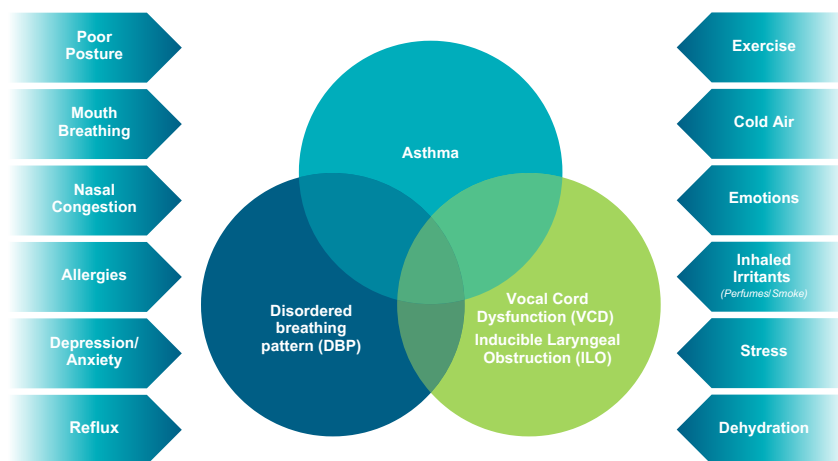 Poor
Posture
Mouth
Breathing
Nasal
Congestion
Allergies
Depression/
Anxiety
Reflux
Asthma
Disordered
breathing
pattern (DBP)
Vocal Cord
Dysfunction (VCD)
Inducible Laryngeal
Obstruction (ILO)
Exercise
Cold Air
Emotions
Inhaled
Irritants
(Perfumes/Smoke)
Stress
Dehydration